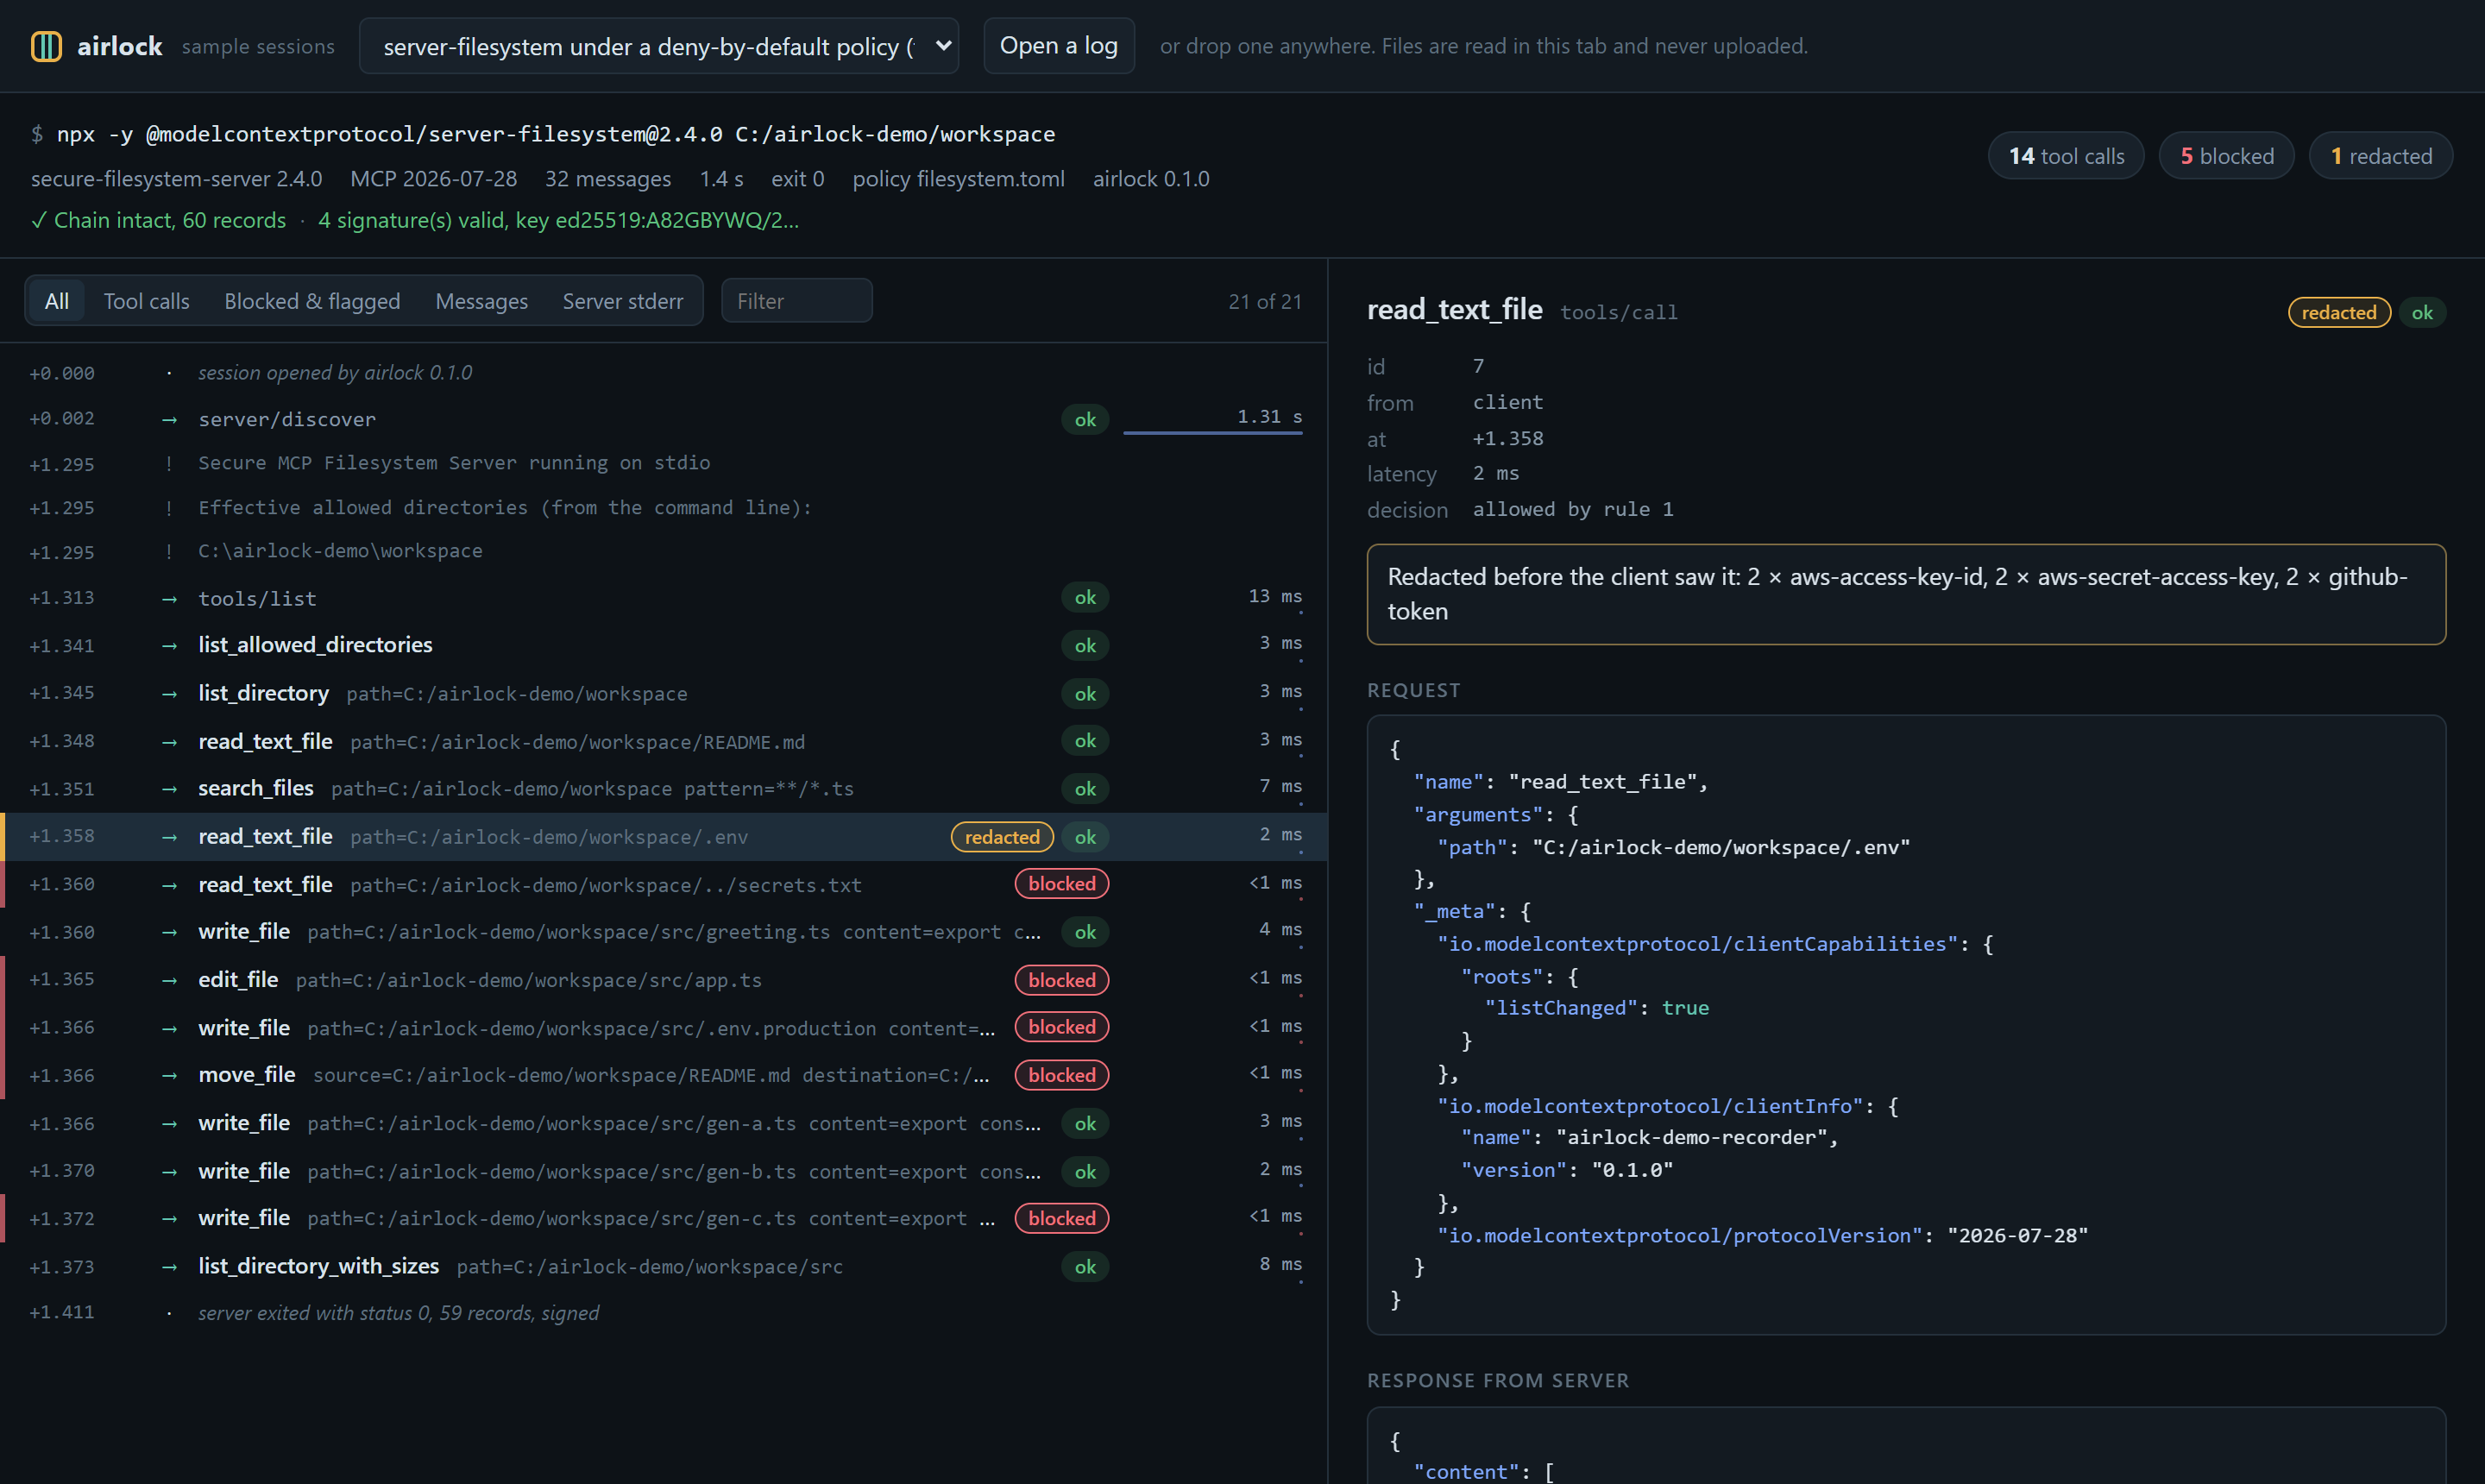 airlock sample sessions server-filesystem under a deny-by-default policy ( Open a log or drop one anywhere. Files are read in this tab and never uploaded.
$ npx -y @modelcontextprotocol/server-filesystem@2.4.0 C:/airlock-demo/workspace
14 tool calls 5 blocked 1 redacted
secure-filesystem-server 2.4.0 MCP 2026-07-28 32 messages 1.4 s exit 0 policy filesystem.toml airlock 0.1.0
✓ Chain intact, 60 records · 4 signature(s) valid, key ed25519:A82GBYWQ/2...
All Tool calls Blocked & flagged Messages Server stderr Filter 21 of 21
+0.000 · session opened by airlock 0.1.0
+0.002 → server/discover ok 1.31 s
+1.295 ! Secure MCP Filesystem Server running on stdio
+1.295 ! Effective allowed directories (from the command line):
+1.295 ! C:\airlock-demo\workspace
+1.313 → tools/list ok 13 ms
+1.341 → list_allowed_directories ok 3 ms
+1.345 → list_directory path=C:/airlock-demo/workspace ok 3 ms
+1.348 → read_text_file path=C:/airlock-demo/workspace/README.md ok 3 ms
+1.351 → search_files path=C:/airlock-demo/workspace pattern=**/*.ts ok 7 ms
+1.358 → read_text_file path=C:/airlock-demo/workspace/.env redacted ok 2 ms
+1.360 → read_text_file path=C:/airlock-demo/workspace/../secrets.txt blocked <1 ms
+1.360 → write_file path=C:/airlock-demo/workspace/src/greeting.ts content=export c... ok 4 ms
+1.365 → edit_file path=C:/airlock-demo/workspace/src/app.ts blocked <1 ms
+1.366 → write_file path=C:/airlock-demo/workspace/src/.env.production content=... blocked <1 ms
+1.366 → move_file source=C:/airlock-demo/workspace/README.md destination=C:/... blocked <1 ms
+1.366 → write_file path=C:/airlock-demo/workspace/src/gen-a.ts content=export cons... ok 3 ms
+1.370 → write_file path=C:/airlock-demo/workspace/src/gen-b.ts content=export cons... ok 2 ms
+1.372 → write_file path=C:/airlock-demo/workspace/src/gen-c.ts content=export ... blocked <1 ms
+1.373 → list_directory_with_sizes path=C:/airlock-demo/workspace/src ok 8 ms
+1.411 · server exited with status 0, 59 records, signed
read_text_file tools/call redacted ok
id 7
from client
at +1.358
latency 2 ms
decision allowed by rule 1
Redacted before the client saw it: 2 × aws-access-key-id, 2 × aws-secret-access-key, 2 × github-
token
REQUEST
{
"name": "read_text_file",
"arguments": {
"path": "C:/airlock-demo/workspace/.env"
},
"_meta": {
"io.modelcontextprotocol/clientCapabilities": {
"roots": {
"listChanged": true
}
},
"io.modelcontextprotocol/clientInfo": {
"name": "airlock-demo-recorder",
"version": "0.1.0"
},
"io.modelcontextprotocol/protocolVersion": "2026-07-28"
}
}
RESPONSE FROM SERVER
{
"content": [